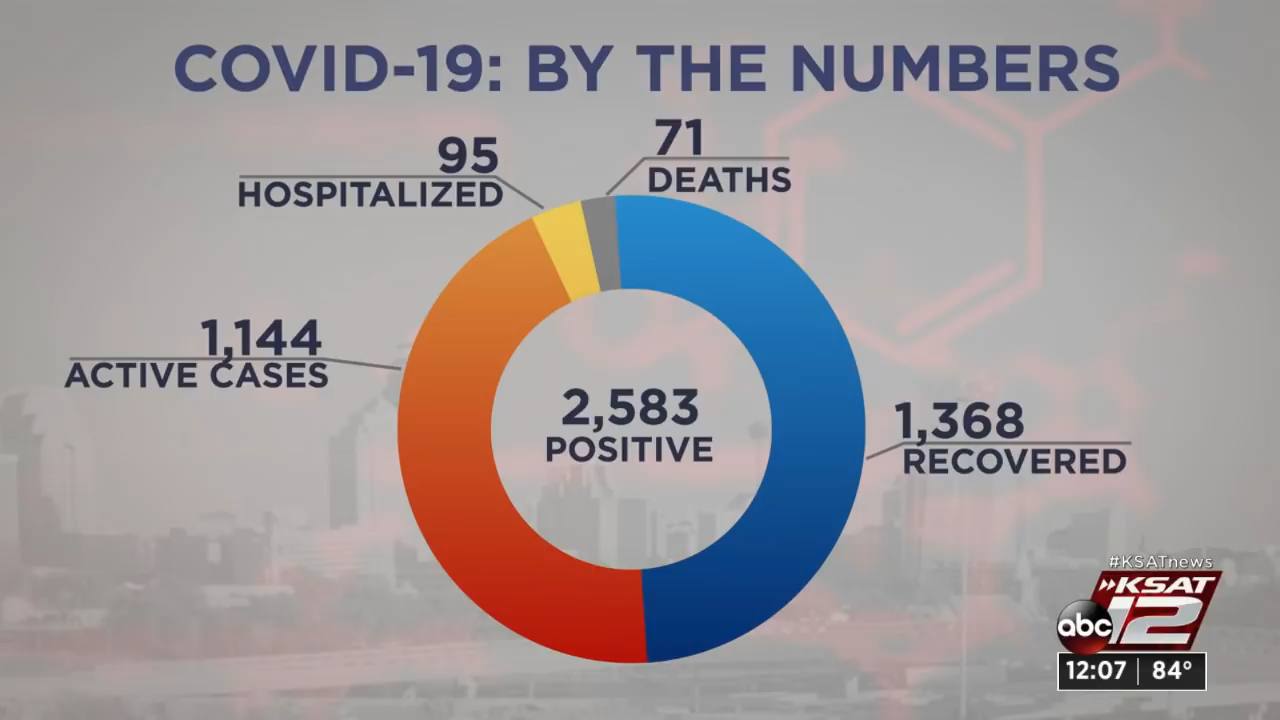 COVID-19: BY THE NUMBERS
95
HOSPITALIZED
71
DEATHS
1,144
ACTIVE CASES
2,583
POSITIVE
1,368
RECOVERED
#KSATnews
KSAT
abc 12
12:07 84°